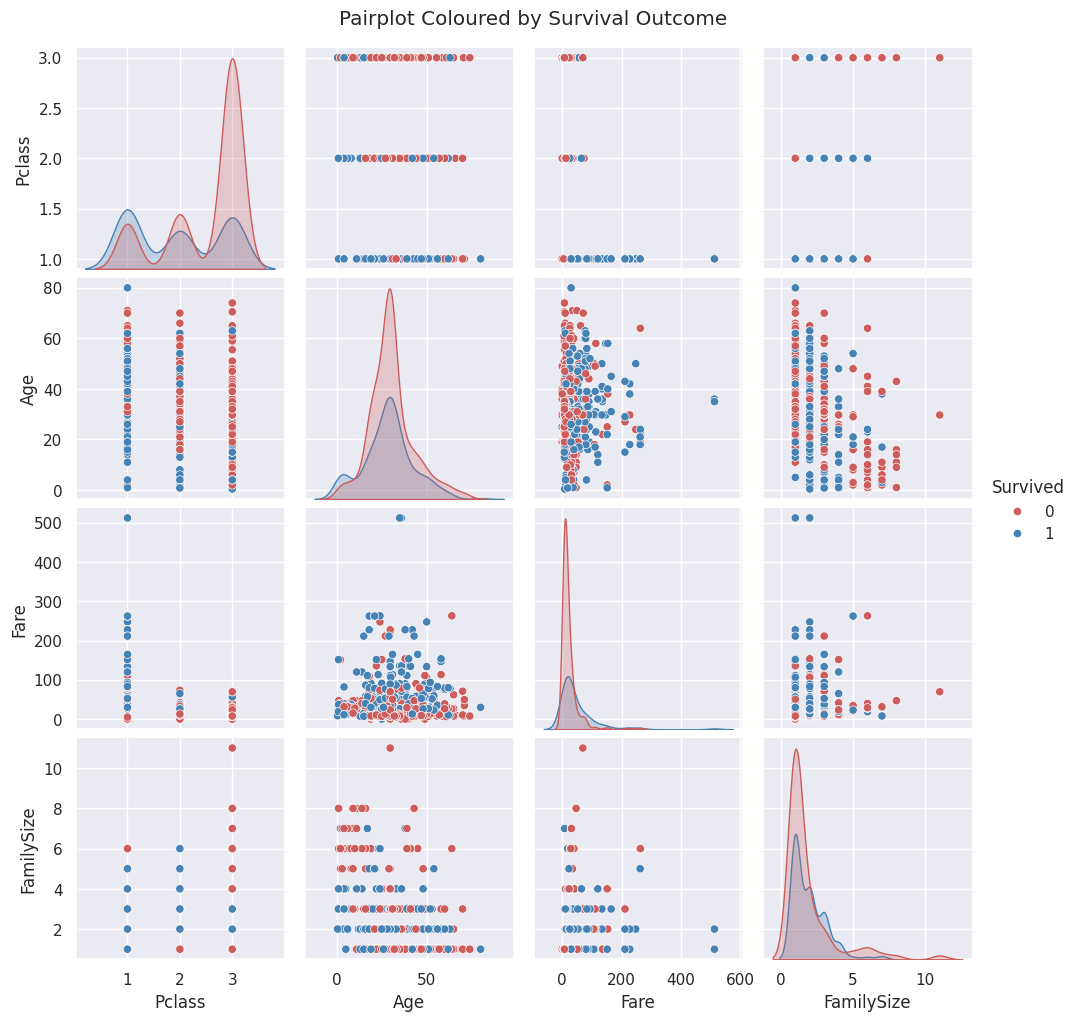 Pairplot Coloured by Survival Outcome
3.0
2.5
2.0
1.5
1.0
Pclass
80
60
40
20
0
Age
500
400
300
200
100
0
Fare
10
8
6
4
2
FamilySize
1 2 3
Pclass
0 50
Age
0 200 400 600
Fare
0 5 10
FamilySize
Survived
0
1